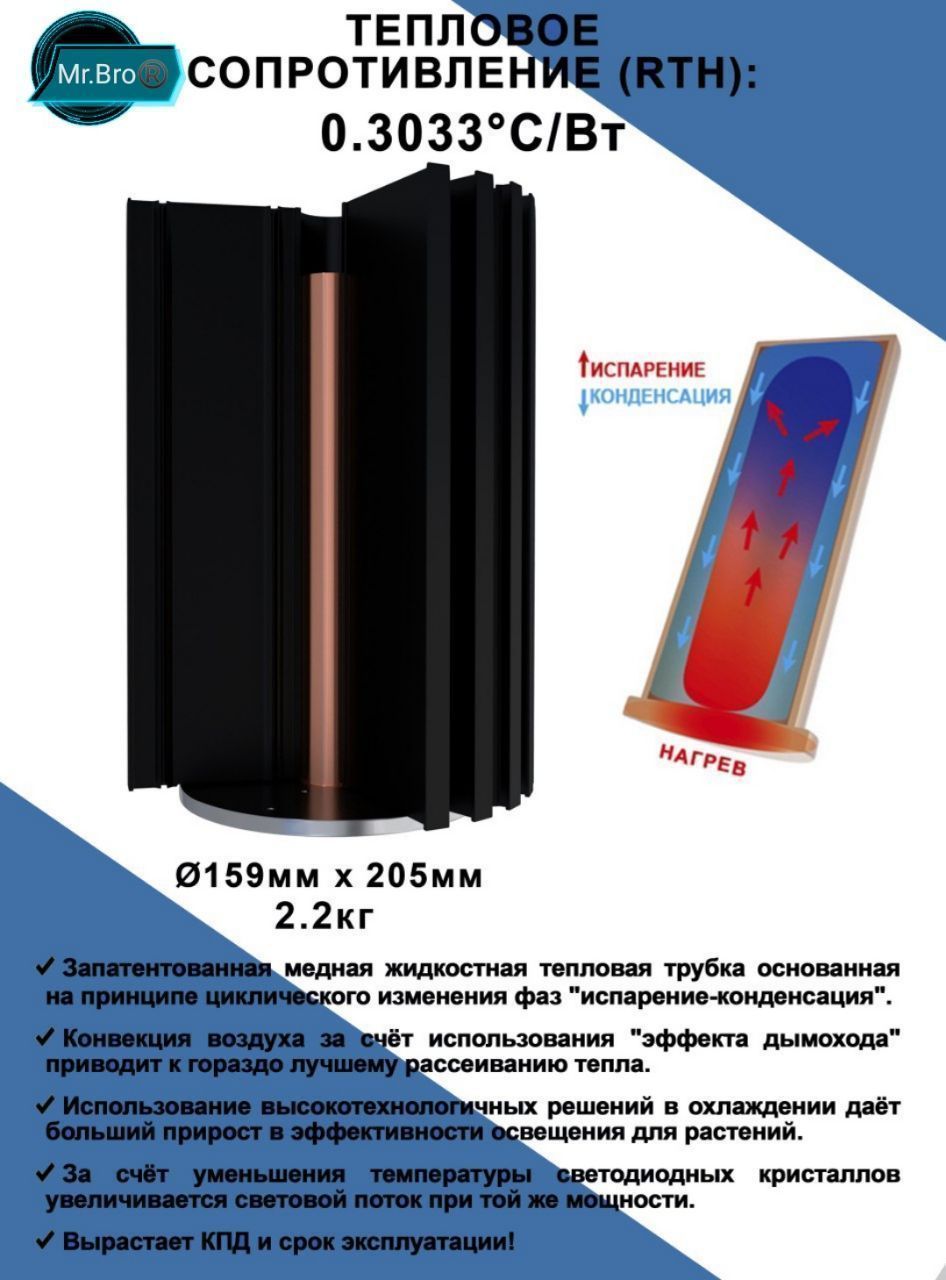 Mr.Bro®
ТЕПЛОВОЕ
СОПРОТИВЛЕНИЕ (RTH):
0.3033°C/Вт
ИСПАРЕНИЕ
КОНДЕНСАЦИЯ
НАГРЕВ
Ø159мм x 205мм
2.2кг
✓ Запатентованная медная жидкостная тепловая трубка основанная
на принципе циклического изменения фаз "испарение-конденсация".
✓ Конвекция воздуха за счёт использования "эффекта дымохода"
приводит к гораздо лучшему рассеиванию тепла.
✓ Использование высокотехнологичных решений в охлаждении даёт
больший прирост в эффективности освещения для растений.
✓ За счёт уменьшения температуры светодиодных кристаллов
увеличивается световой поток при той же мощности.
✓ Вырастает КПД и срок эксплуатации!